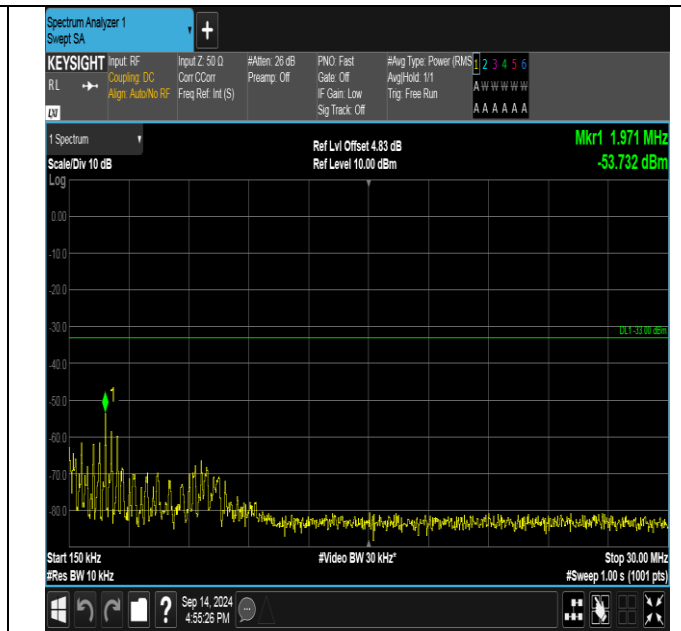 Spectrum Analyzer 1
Swept SA
+
KEYSIGHT Input: RF Input Z: 50 Ω #Atten: 26 dB PNO: Fast #Avg Type: Power (RMS 1 2 3 4 5 6
RL Coupling: DC Corr CCorr Preamp: Off Gate: Off Avg|Hold: 1/1 A W W W W W
Align: Auto/No RF Freq Ref: Int (S) IF Gain: Low Trig: Free Run
LXI Sig Track: Off A A A A A A
1 Spectrum Ref Lvl Offset 4.83 dB Mkr1 1.971 MHz
Scale/Div 10 dB Ref Level 10.00 dBm -53.732 dBm
Log
0.00
-10.0
-20.0
-30.0 DL1 -33.00 dBm
-40.0
-50.0 1
-60.0
-70.0
-80.0
Start 150 kHz #Video BW 30 kHz* Stop 30.00 MHz
#Res BW 10 kHz #Sweep 1.00 s (1001 pts)
? Sep 14, 2024
4:55:26 PM